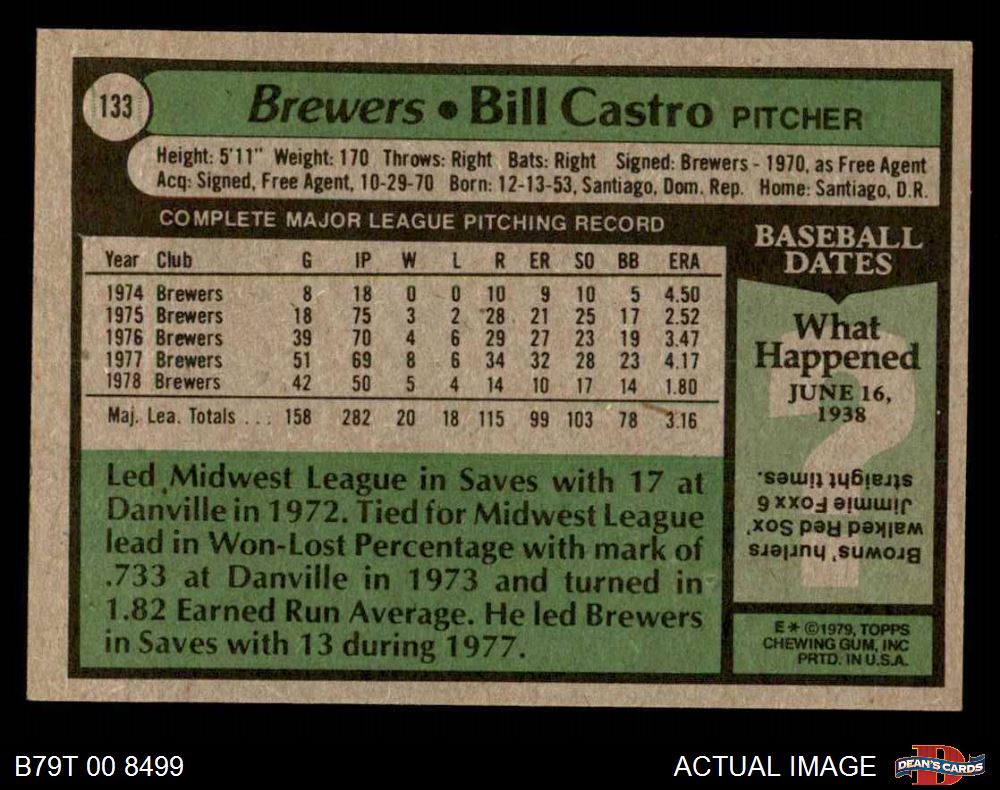 133
Brewers • Bill Castro PITCHER
Height: 5'11" Weight: 170 Throws: Right Bats: Right Signed: Brewers - 1970, as Free Agent
Acq: Signed, Free Agent, 10-29-70 Born: 12-13-53, Santiago, Dom. Rep. Home: Santiago, D.R.
COMPLETE MAJOR LEAGUE PITCHING RECORD
Year Club G IP W L R ER SO BB ERA
1974 Brewers 8 18 0 0 10 9 10 5 4.50
1975 Brewers 18 75 3 2 28 21 25 17 2.52
1976 Brewers 39 70 4 6 29 27 23 19 3.47
1977 Brewers 51 69 8 6 34 32 28 23 4.17
1978 Brewers 42 50 5 4 14 10 17 14 1.80
Maj. Lea. Totals ... 158 282 20 18 115 99 103 78 3.16
Led Midwest League in Saves with 17 at
Danville in 1972. Tied for Midwest League
lead in Won-Lost Percentage with mark of
.733 at Danville in 1973 and turned in
1.82 Earned Run Average. He led Brewers
in Saves with 13 during 1977.
BASEBALL
DATES
What
Happened
JUNE 16,
1938
?
Browns' hurlers
walked Red Sox'
Jimmie Foxx 6
straight times.
E * © 1979, TOPPS
CHEWING GUM, INC
PRTD. IN U.S.A.
B79T 00 8499
ACTUAL IMAGE
D
DEAN'S CARDS